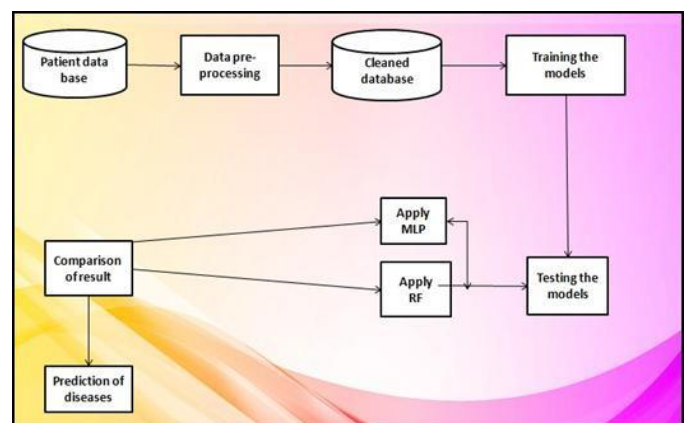 Patient data
base
Data pre-
processing
Cleaned
database
Training the
models
Apply
MLP
Comparison
of result
Apply
RF
Testing the
models
Prediction of
diseases